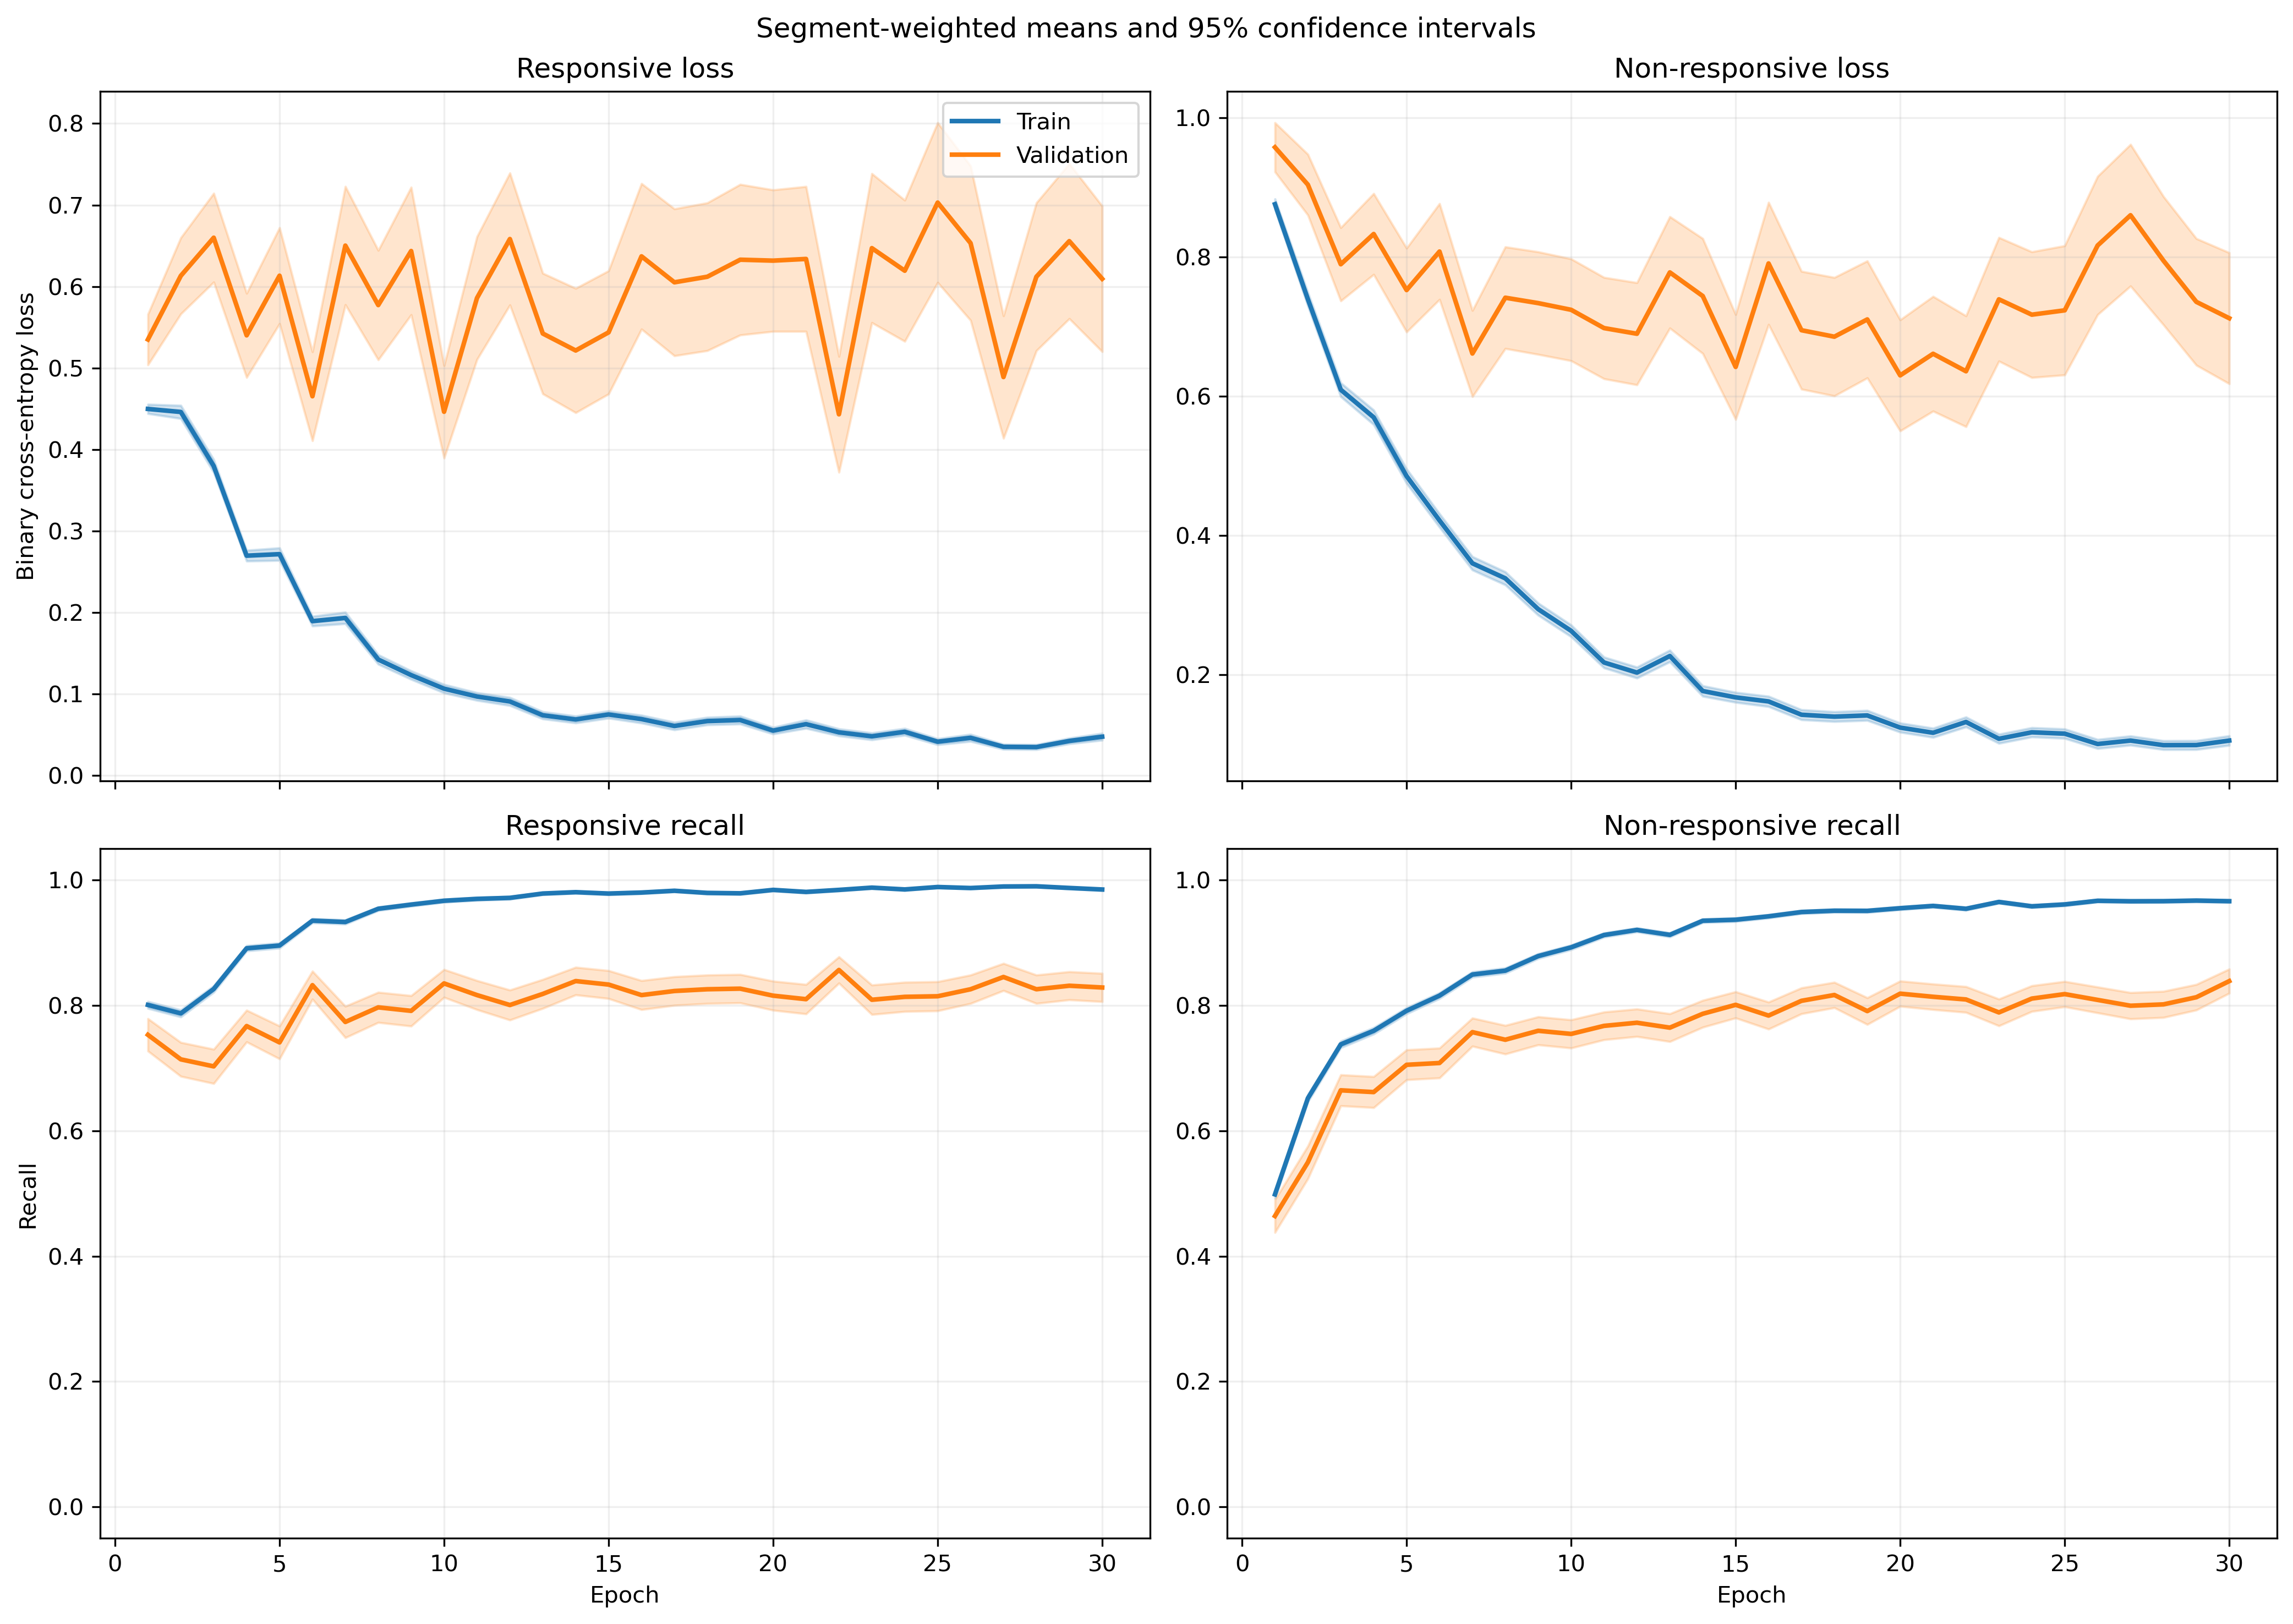 Segment-weighted means and 95% confidence intervals
Responsive loss
Non-responsive loss
Train
Validation
Binary cross-entropy loss
0.8
0.7
0.6
0.5
0.4
0.3
0.2
0.1
0.0
1.0
0.8
0.6
0.4
0.2
Responsive recall
Non-responsive recall
Recall
1.0
0.8
0.6
0.4
0.2
0.0
0 5 10 15 20 25 30
Epoch
1.0
0.8
0.6
0.4
0.2
0.0
0 5 10 15 20 25 30
Epoch